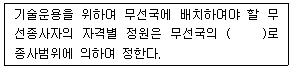 기술운용을 위하여 무선국에 배치하여야 할 무
선종사자의 자격별 정원은 무선국의 (     )로
종사범위에 의하여 정한다.